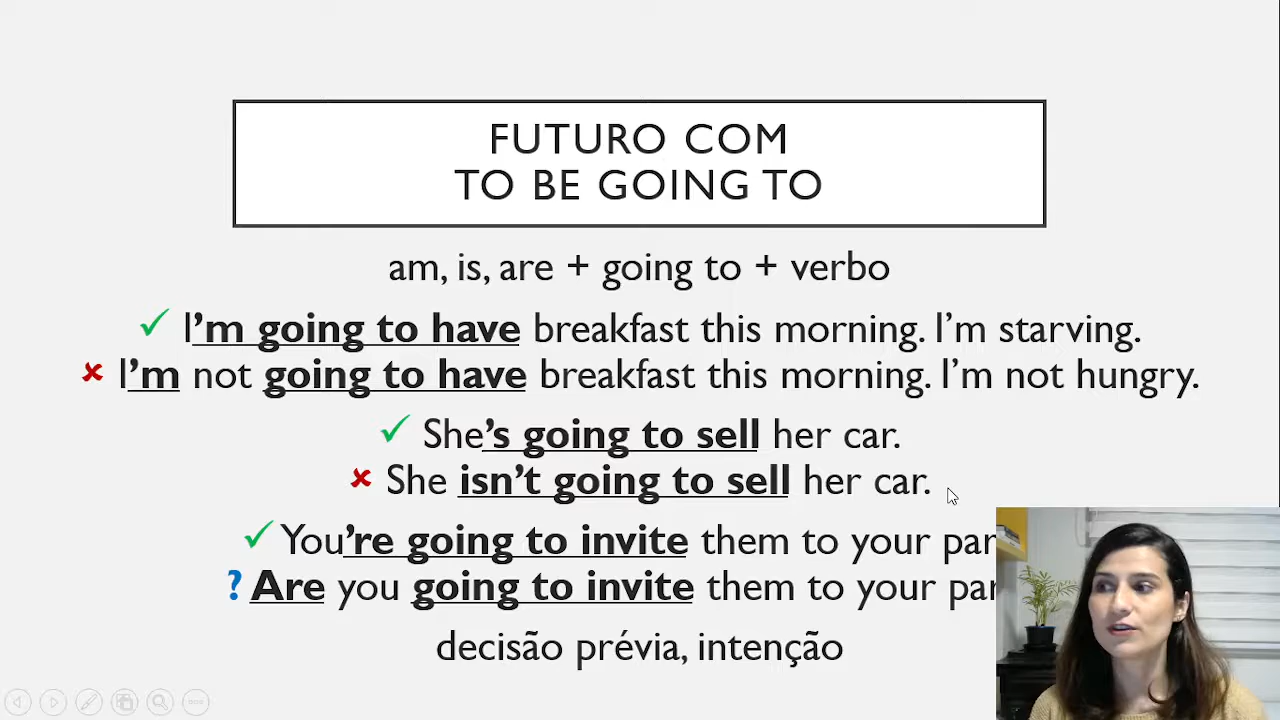 FUTURO COM
TO BE GOING TO
am, is, are + going to + verbo
✓ I'm going to have breakfast this morning. I'm starving.
✘ I'm not going to have breakfast this morning. I'm not hungry.
✓ She's going to sell her car.
✘ She isn't going to sell her car.
✓ You're going to invite them to your par
? Are you going to invite them to your par
decisão prévia, intenção